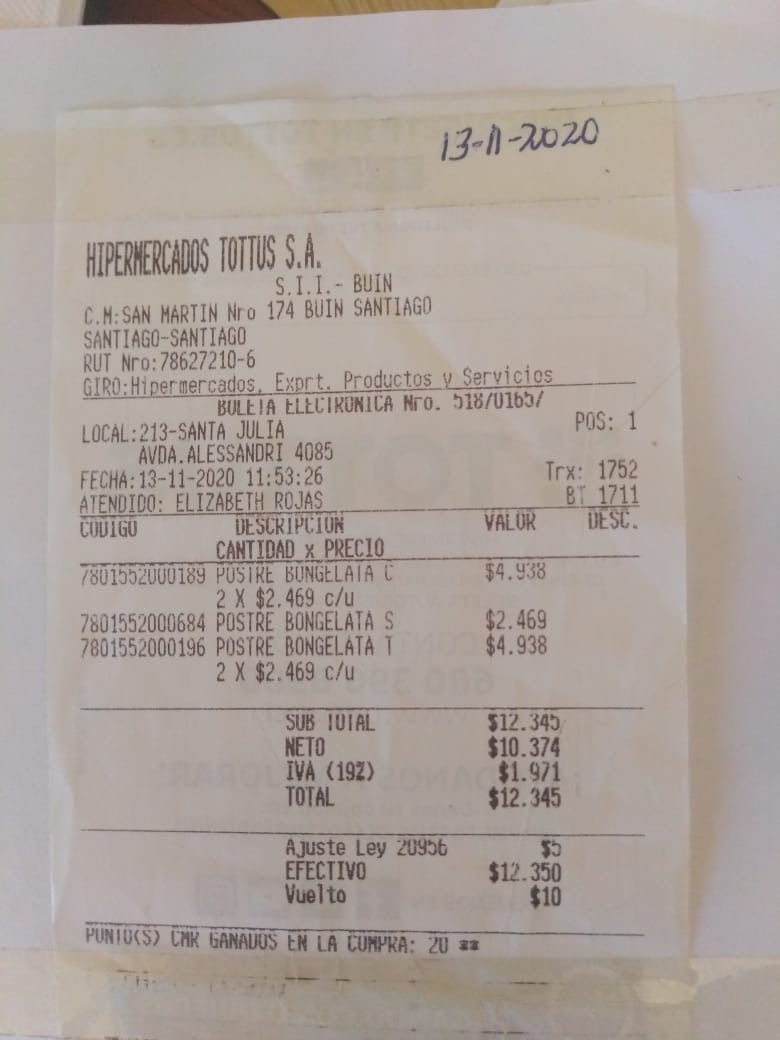 13-11-2020
HIPERMERCADOS TOTTUS S.A.
S.I.I.- BUIN
C.M:SAN MARTIN Nro 174 BUIN SANTIAGO
SANTIAGO-SANTIAGO
RUT Nro:78627210-6
GIRO:Hipermercados, Exprt. Productos y Servicios
BOLETA ELECTRONICA Nro. 518701657
LOCAL:213-SANTA JULIA POS: 1
AVDA.ALESSANDRI 4085
FECHA:13-11-2020 11:53:26 Trx: 1752
ATENDIDO: ELIZABETH ROJAS BT 1711
CODIGO DESCRIPCION VALOR DESC.
CANTIDAD x PRECIO
7801552000189 POSTRE BONGELATA C $4.938
2 X $2.469 c/u
7801552000684 POSTRE BONGELATA S $2.469
7801552000196 POSTRE BONGELATA T $4.938
2 X $2.469 c/u
SUB TOTAL $12.345
NETO $10.374
IVA (19%) $1.971
TOTAL $12.345
Ajuste Ley 20956 $5
EFECTIVO $12.350
Vuelto $10
PUNTO(S) CMR GANADOS EN LA COMPRA: 20 **